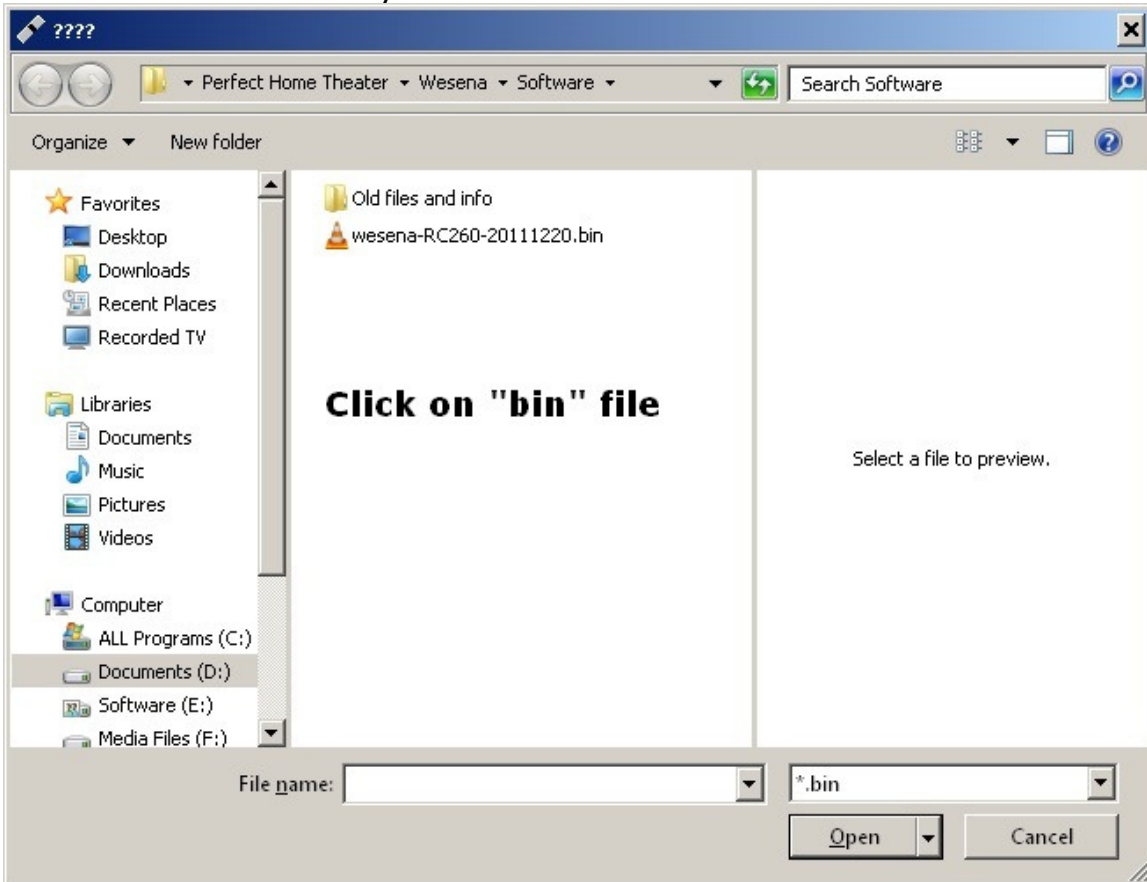 ????
Perfect Home Theater Wesena Software
Search Software
Organize New folder
Favorites
Desktop
Downloads
Recent Places
Recorded TV
Libraries
Documents
Music
Pictures
Videos
Computer
ALL Programs (C:)
Documents (D:)
Software (E:)
Media Files (F:)
Old files and info
wesena-RC260-20111220.bin
Click on "bin" file
Select a file to preview.
File name:
*.bin
Open Cancel